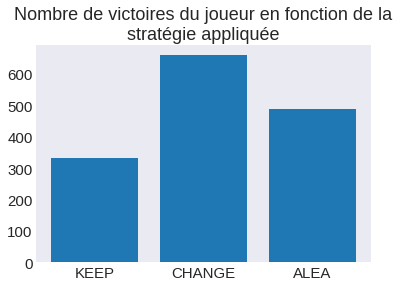 Nombre de victoires du joueur en fonction de la
stratégie appliquée
600
500
400
300
200
100
0
KEEP CHANGE ALEA